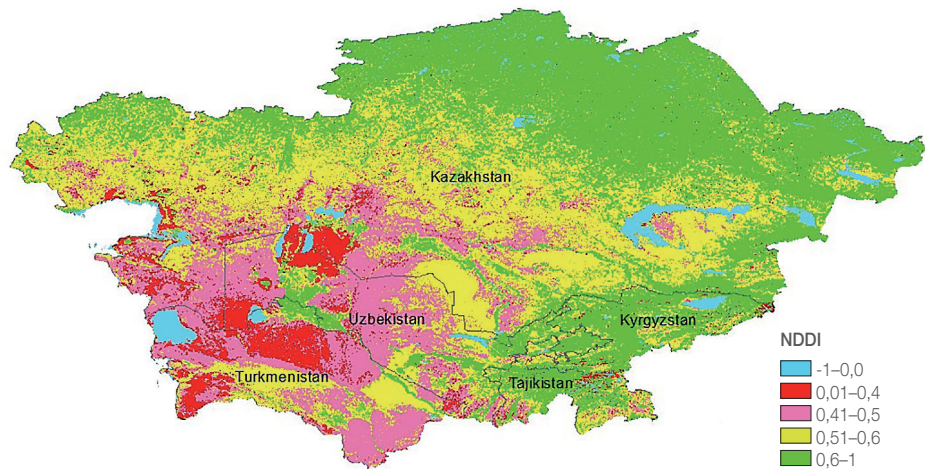 Kazakhstan
Uzbekistan
Kyrgyzstan
Turkmenistan
Tajikistan
NDDI
-1–0,0
0,01–0,4
0,41–0,5
0,51–0,6
0,6–1